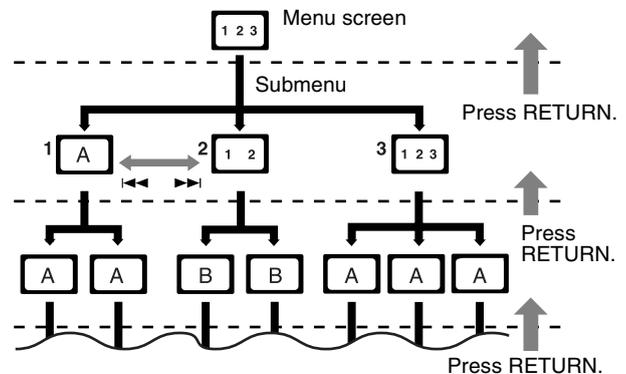 Menu screen
1 2 3
Submenu
Press RETURN.
1 A 2 1 2 3 1 2 3
Press
RETURN.
A A B B A A A
Press RETURN.